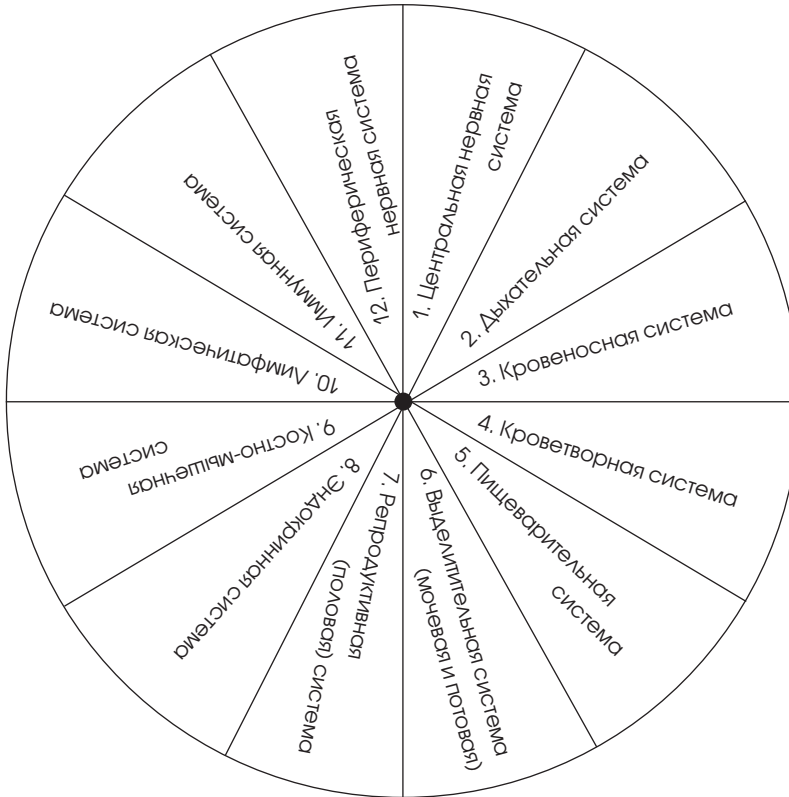 1. Центральная нервная
система
2. Дыхательная система
3. Кровеносная система
4. Кроветворная система
5. Пищеварительная
система
6. Выделитительная система
(мочевая и потовая)
7. Репродуктивная
(половая) система
8. Эндокринная система
9. Костно-мышечная
система
10. Лимфатическая система
11. Иммунная система
12. Периферическая
нервная система